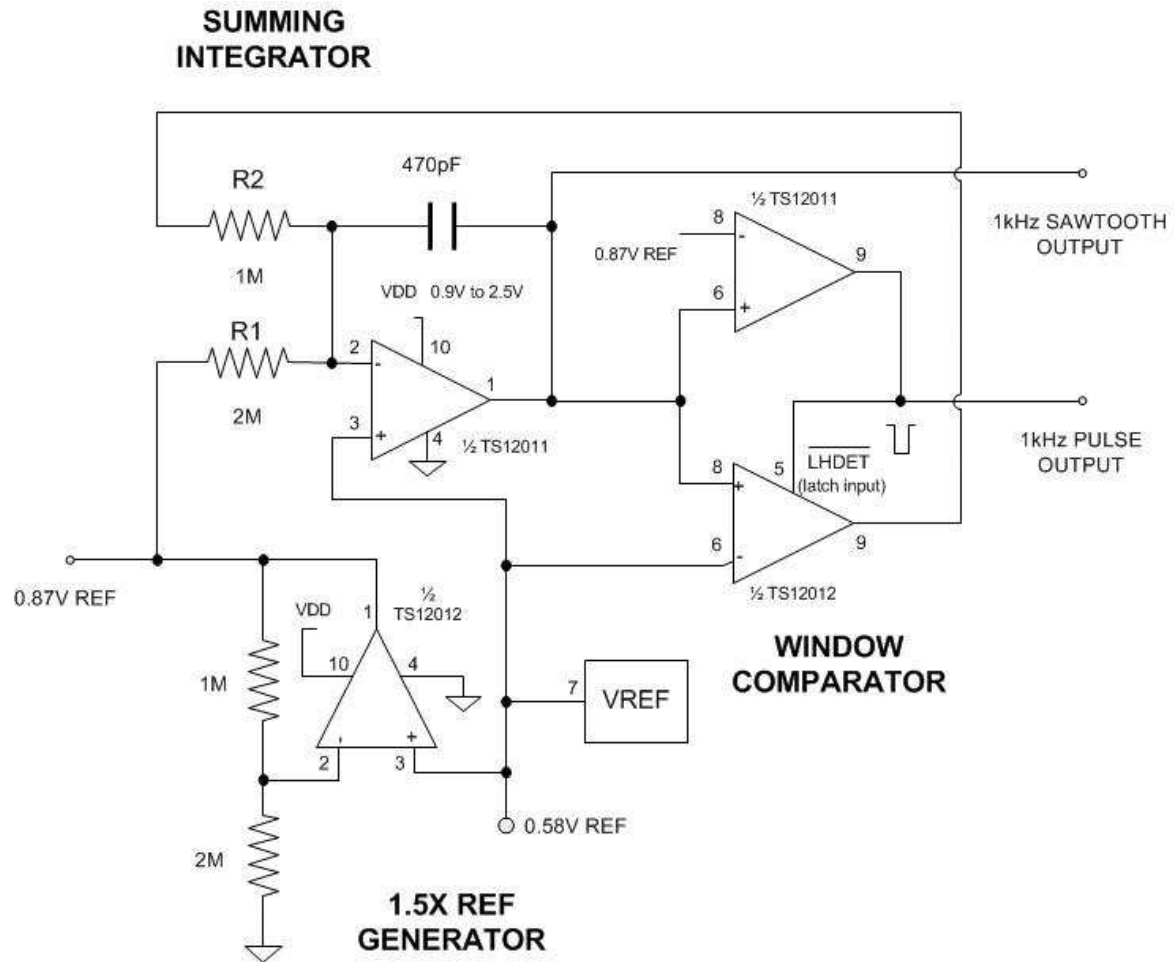 SUMMING
INTEGRATOR
470pF
R2
1M
½ TS12011
8
-
0.87V REF
9
6
+
1kHz SAWTOOTH
OUTPUT
VDD 0.9V to 2.5V
10
R1
2M
2
-
1
3
+
4
½ TS12011
LHDET
(latch input)
5
1kHz PULSE
OUTPUT
8
+
6
-
9
½ TS12012
0.87V REF
½
TS12012
VDD
1
10
4
1M
-
+
2
3
7
VREF
WINDOW
COMPARATOR
0.58V REF
2M
1.5X REF
GENERATOR